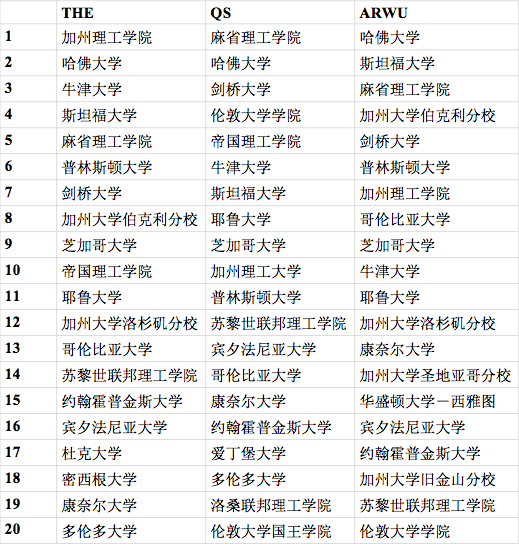 THE QS ARWU
1 加州理工学院 麻省理工学院 哈佛大学
2 哈佛大学 哈佛大学 斯坦福大学
3 牛津大学 剑桥大学 麻省理工学院
4 斯坦福大学 伦敦大学学院 加州大学伯克利分校
5 麻省理工学院 帝国理工学院 剑桥大学
6 普林斯顿大学 牛津大学 普林斯顿大学
7 剑桥大学 斯坦福大学 加州理工学院
8 加州大学伯克利分校 耶鲁大学 哥伦比亚大学
9 芝加哥大学 芝加哥大学 芝加哥大学
10 帝国理工学院 加州理工大学 牛津大学
11 耶鲁大学 普林斯顿大学 耶鲁大学
12 加州大学洛杉矶分校 苏黎世联邦理工学院 加州大学洛杉矶分校
13 哥伦比亚大学 宾夕法尼亚大学 康奈尔大学
14 苏黎世联邦理工学院 哥伦比亚大学 加州大学圣地亚哥分校
15 约翰霍普金斯大学 康奈尔大学 华盛顿大学－西雅图
16 宾夕法尼亚大学 约翰霍普金斯大学 宾夕法尼亚大学
17 杜克大学 爱丁堡大学 约翰霍普金斯大学
18 密西根大学 多伦多大学 加州大学旧金山分校
19 康奈尔大学 洛桑联邦理工学院 苏黎世联邦理工学院
20 多伦多大学 伦敦大学国王学院 伦敦大学学院